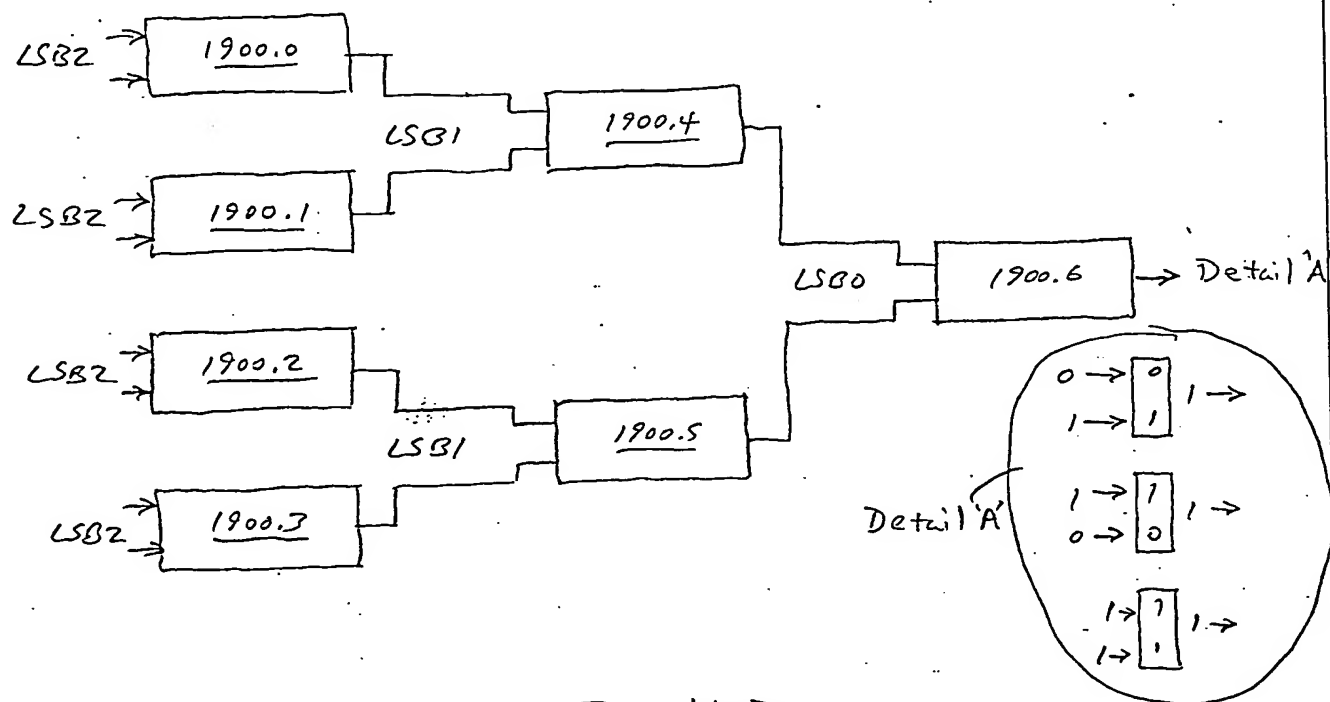 LSB2
1900.0
LSB1
1900.4
LSB2
1900.1
LSB0
1900.6
Detail 'A
LSB2
1900.2
LSB1
1900.5
LSB2
1900.3
Detail 'A'
0 → 0 1 →
1 → 1
1 → 1 1 →
0 → 0
1 → 1 1 →
1 → 1